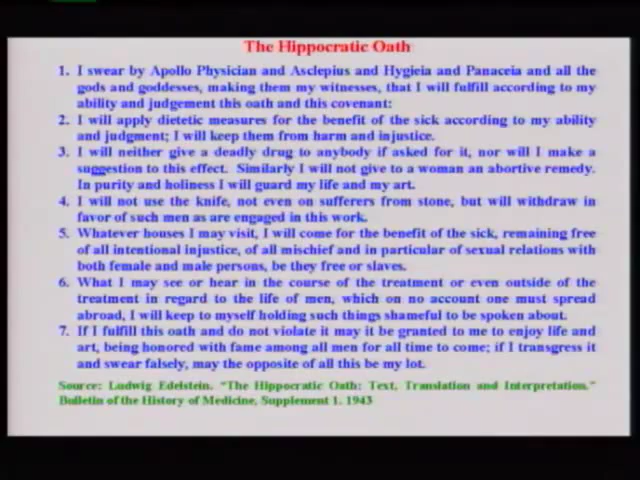 The Hippocratic Oath
1. I swear by Apollo Physician and Asclepius and Hygieia and Panaceia and all the
gods and goddesses, making them my witnesses, that I will fulfill according to my
ability and judgement this oath and this covenant:
2. I will apply dietetic measures for the benefit of the sick according to my ability
and judgment; I will keep them from harm and injustice.
3. I will neither give a deadly drug to anybody if asked for it, nor will I make a
suggestion to this effect. Similarly I will not give to a woman an abortive remedy.
In purity and holiness I will guard my life and my art.
4. I will not use the knife, not even on sufferers from stone, but will withdraw in
favor of such men as are engaged in this work.
5. Whatever houses I may visit, I will come for the benefit of the sick, remaining free
of all intentional injustice, of all mischief and in particular of sexual relations with
both female and male persons, be they free or slaves.
6. What I may see or hear in the course of the treatment or even outside of the
treatment in regard to the life of men, which on no account one must spread
abroad, I will keep to myself holding such things shameful to be spoken about.
7. If I fulfill this oath and do not violate it may it be granted to me to enjoy life and
art, being honored with fame among all men for all time to come; if I transgress it
and swear falsely, may the opposite of all this be my lot.
Source: Ludwig Edelstein. "The Hippocratic Oath: Text, Translation and Interpretation."
Bulletin of the History of Medicine, Supplement 1. 1943